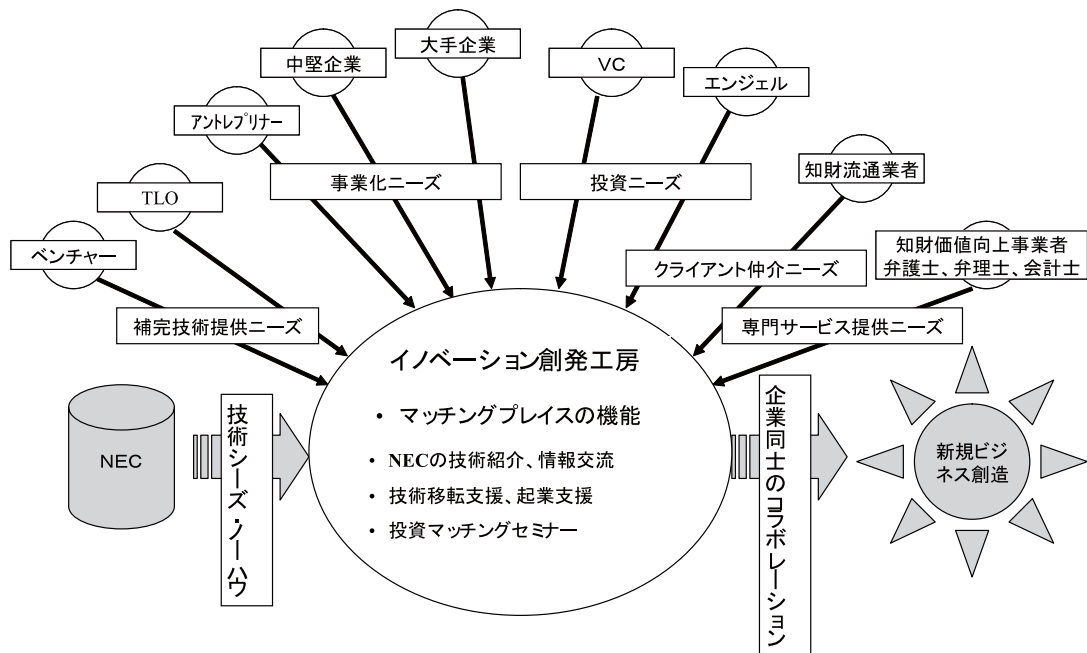 大手企業
中堅企業
VC
エンジェル
アントレプリナー
知財流通業者
TLO
事業化ニーズ
投資ニーズ
ベンチャー
知財価値向上事業者
弁護士、弁理士、会計士
クライアント仲介ニーズ
補完技術提供ニーズ
専門サービス提供ニーズ
イノベーション創発工房
• マッチングプレイスの機能
• NECの技術紹介、情報交流
• 技術移転支援、起業支援
• 投資マッチングセミナー
NEC
技術シーズ・ノーハウ
企業同士のコラボレーション
新規ビジ
ネス創造